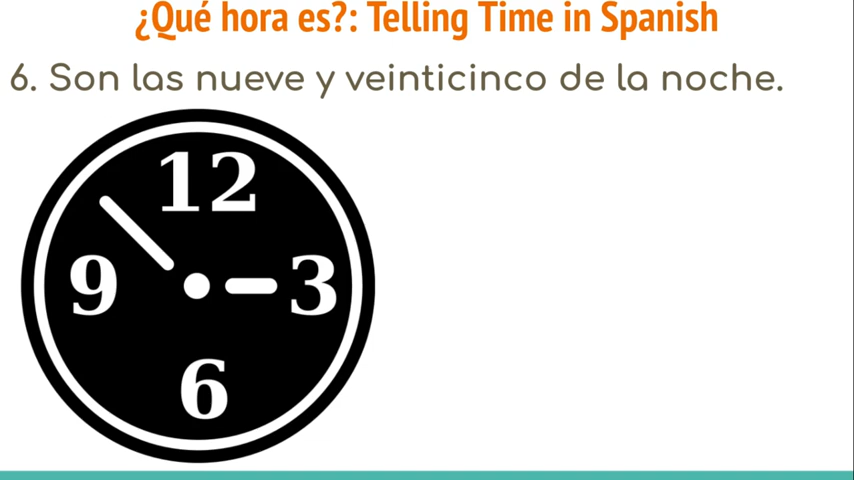 ¿Qué hora es?: Telling Time in Spanish
6. Son las nueve y veinticinco de la noche.
12
9
3
6